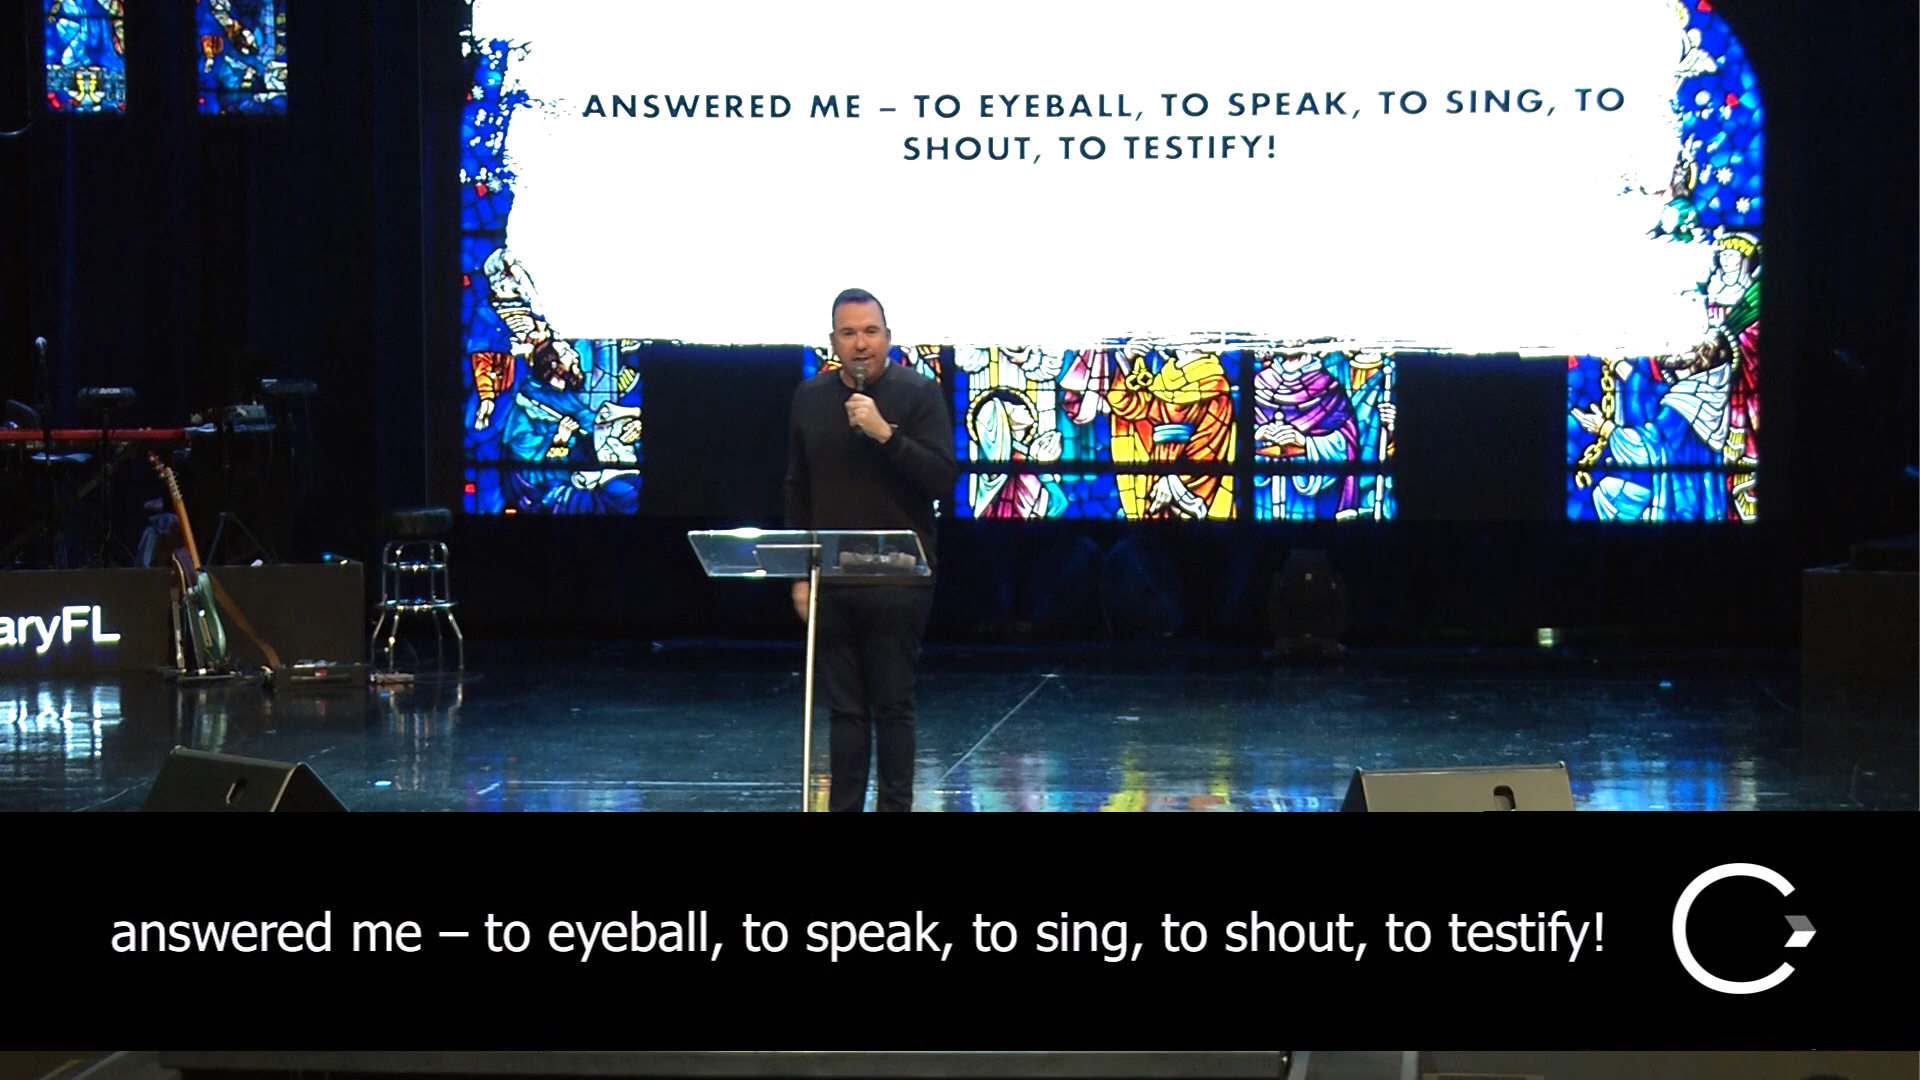 ANSWERED ME – TO EYEBALL, TO SPEAK, TO SING, TO
SHOUT, TO TESTIFY!
aryFL
answered me – to eyeball, to speak, to sing, to shout, to testify!